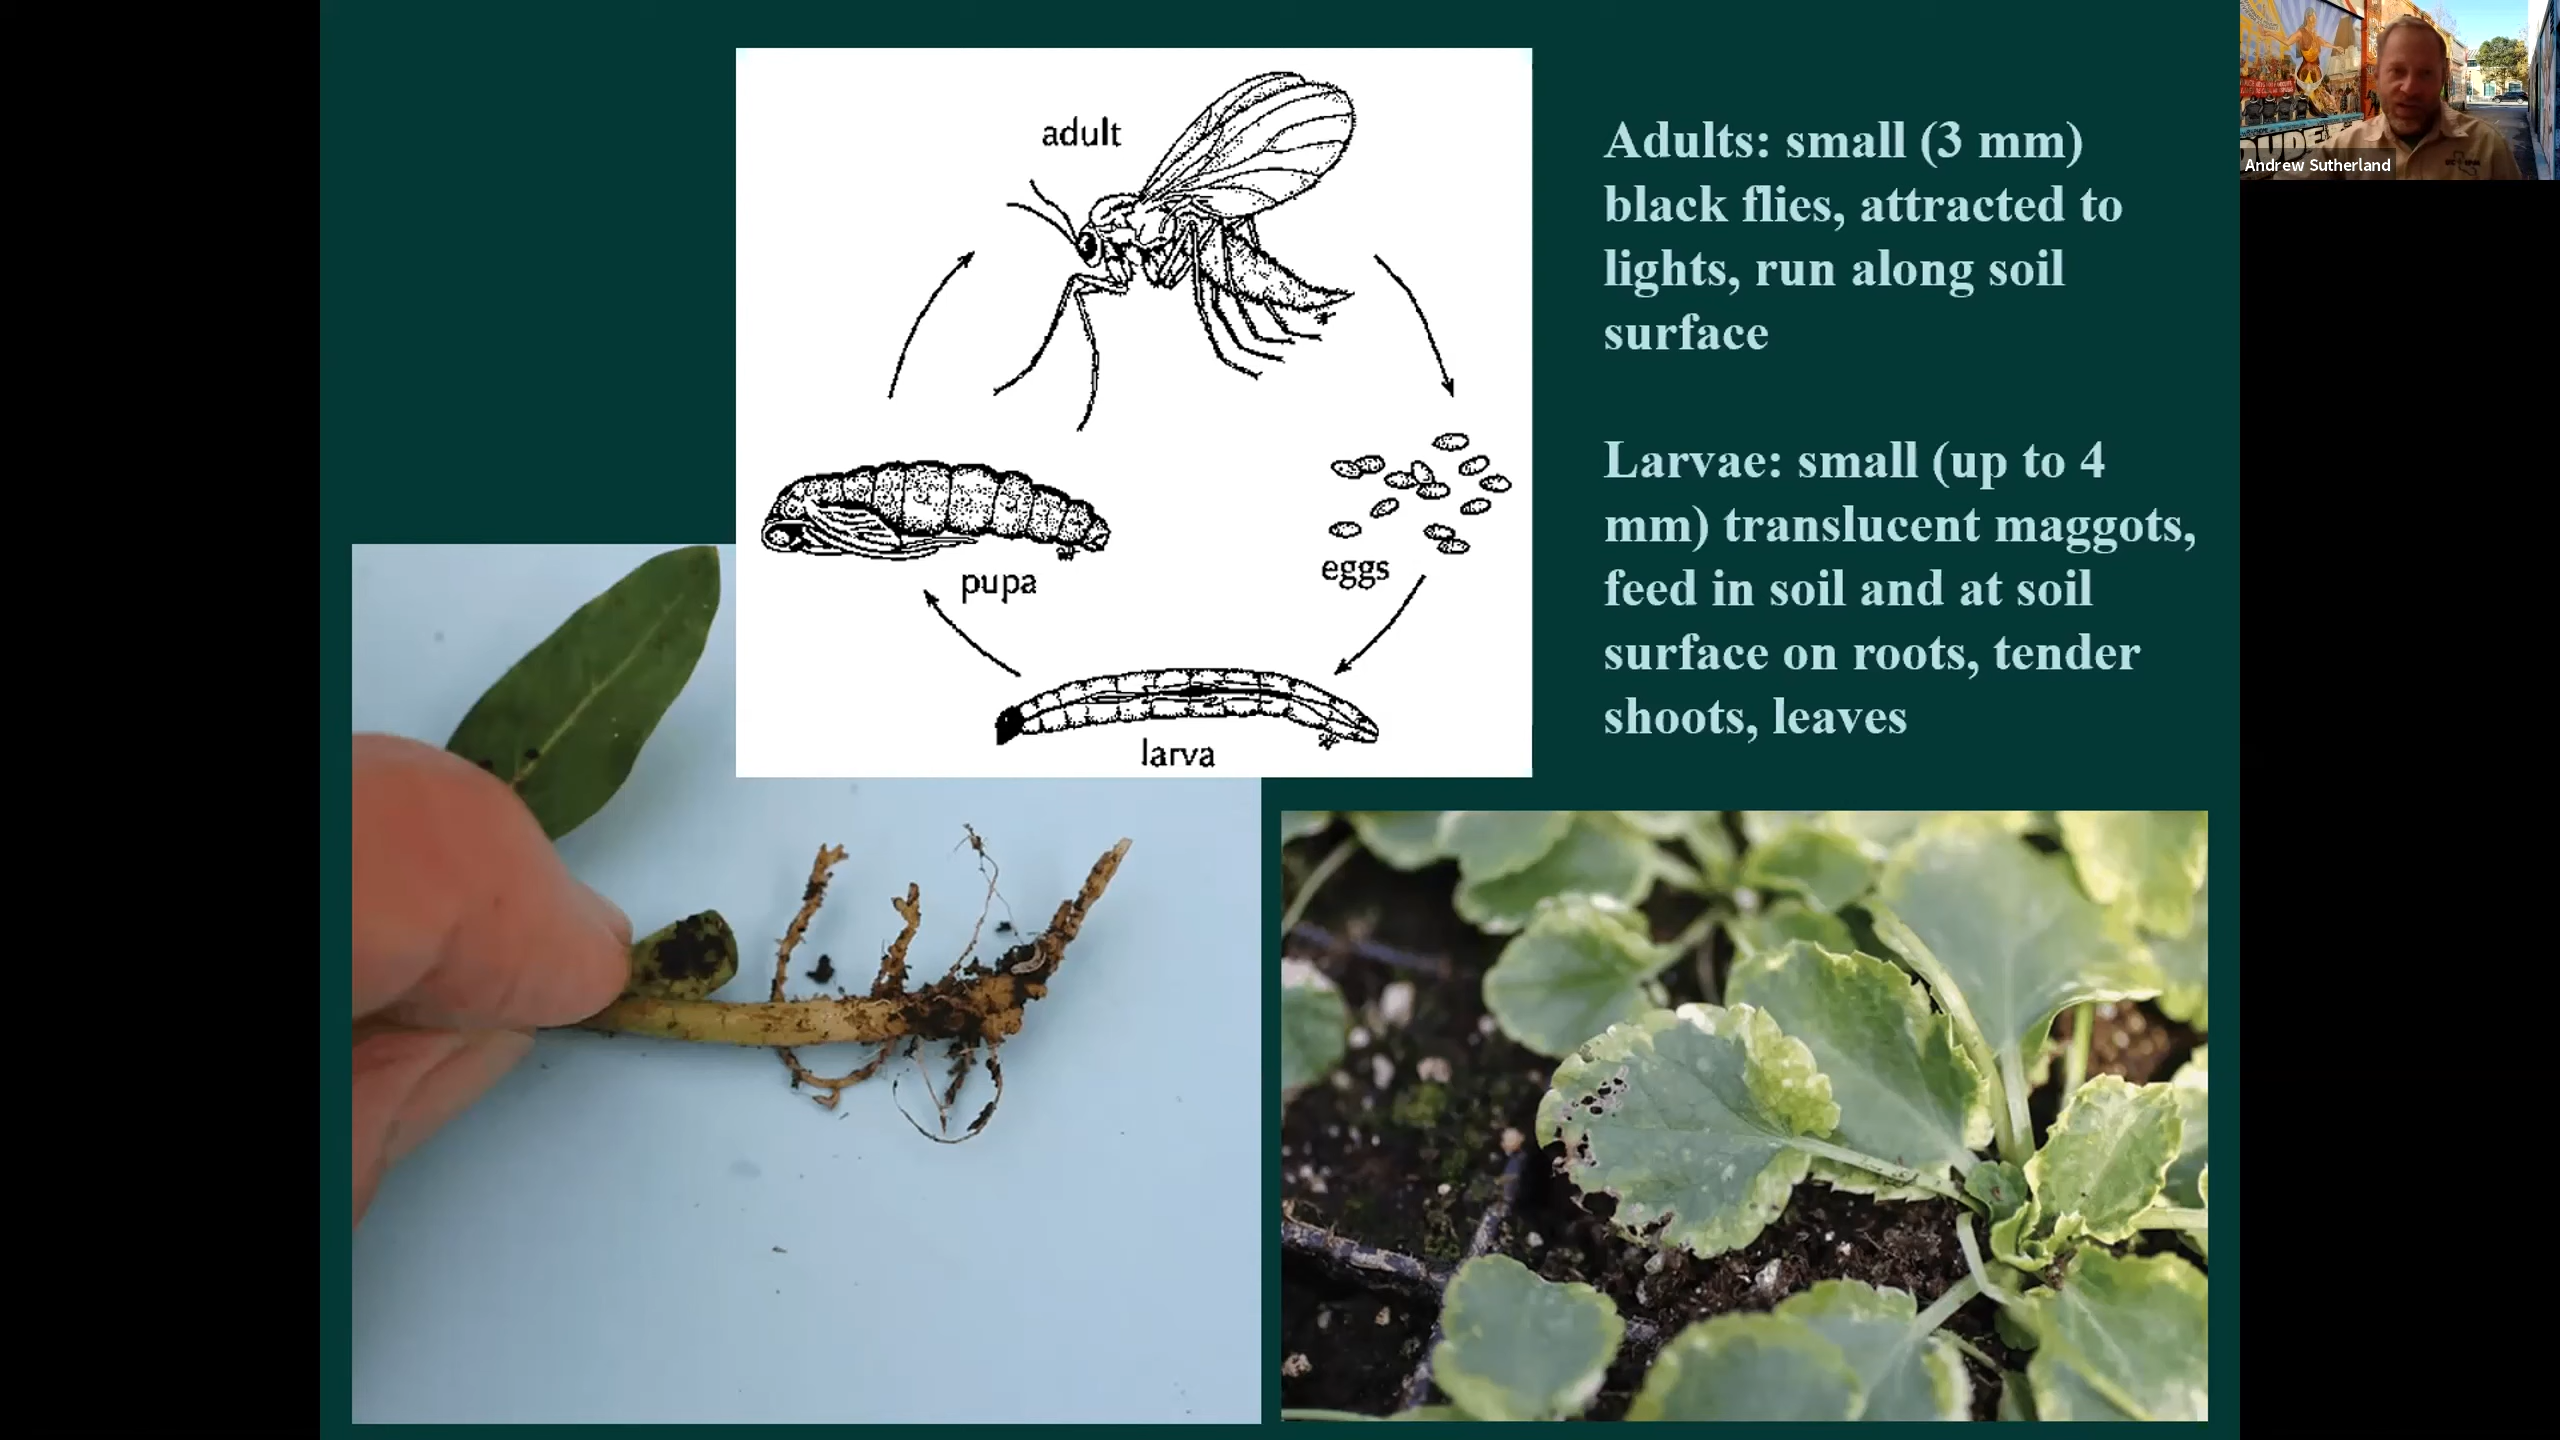 adult
pupa
eggs
larva
Adults: small (3 mm)
black flies, attracted to
lights, run along soil
surface
Larvae: small (up to 4
mm) translucent maggots,
feed in soil and at soil
surface on roots, tender
shoots, leaves
Andrew Sutherland